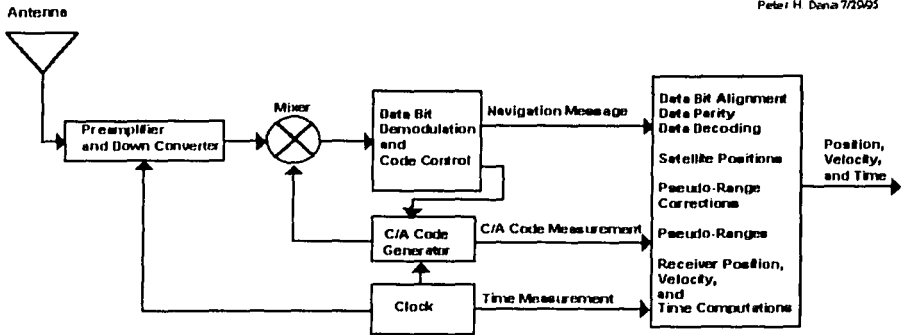 Peter H. Dana 7/29/95
Antenna
Preamplifier
and Down Converter
Mixer
Data Bit
Demodulation
and
Code Control
Navigation Message
C/A Code
Generator
C/A Code Measurement
Clock
Time Measurement
Data Bit Alignment
Data Parity
Data Decoding
Satellite Positions
Pseudo-Range
Corrections
Pseudo-Ranges
Receiver Position,
Velocity,
and
Time Computations
Position,
Velocity,
and Time